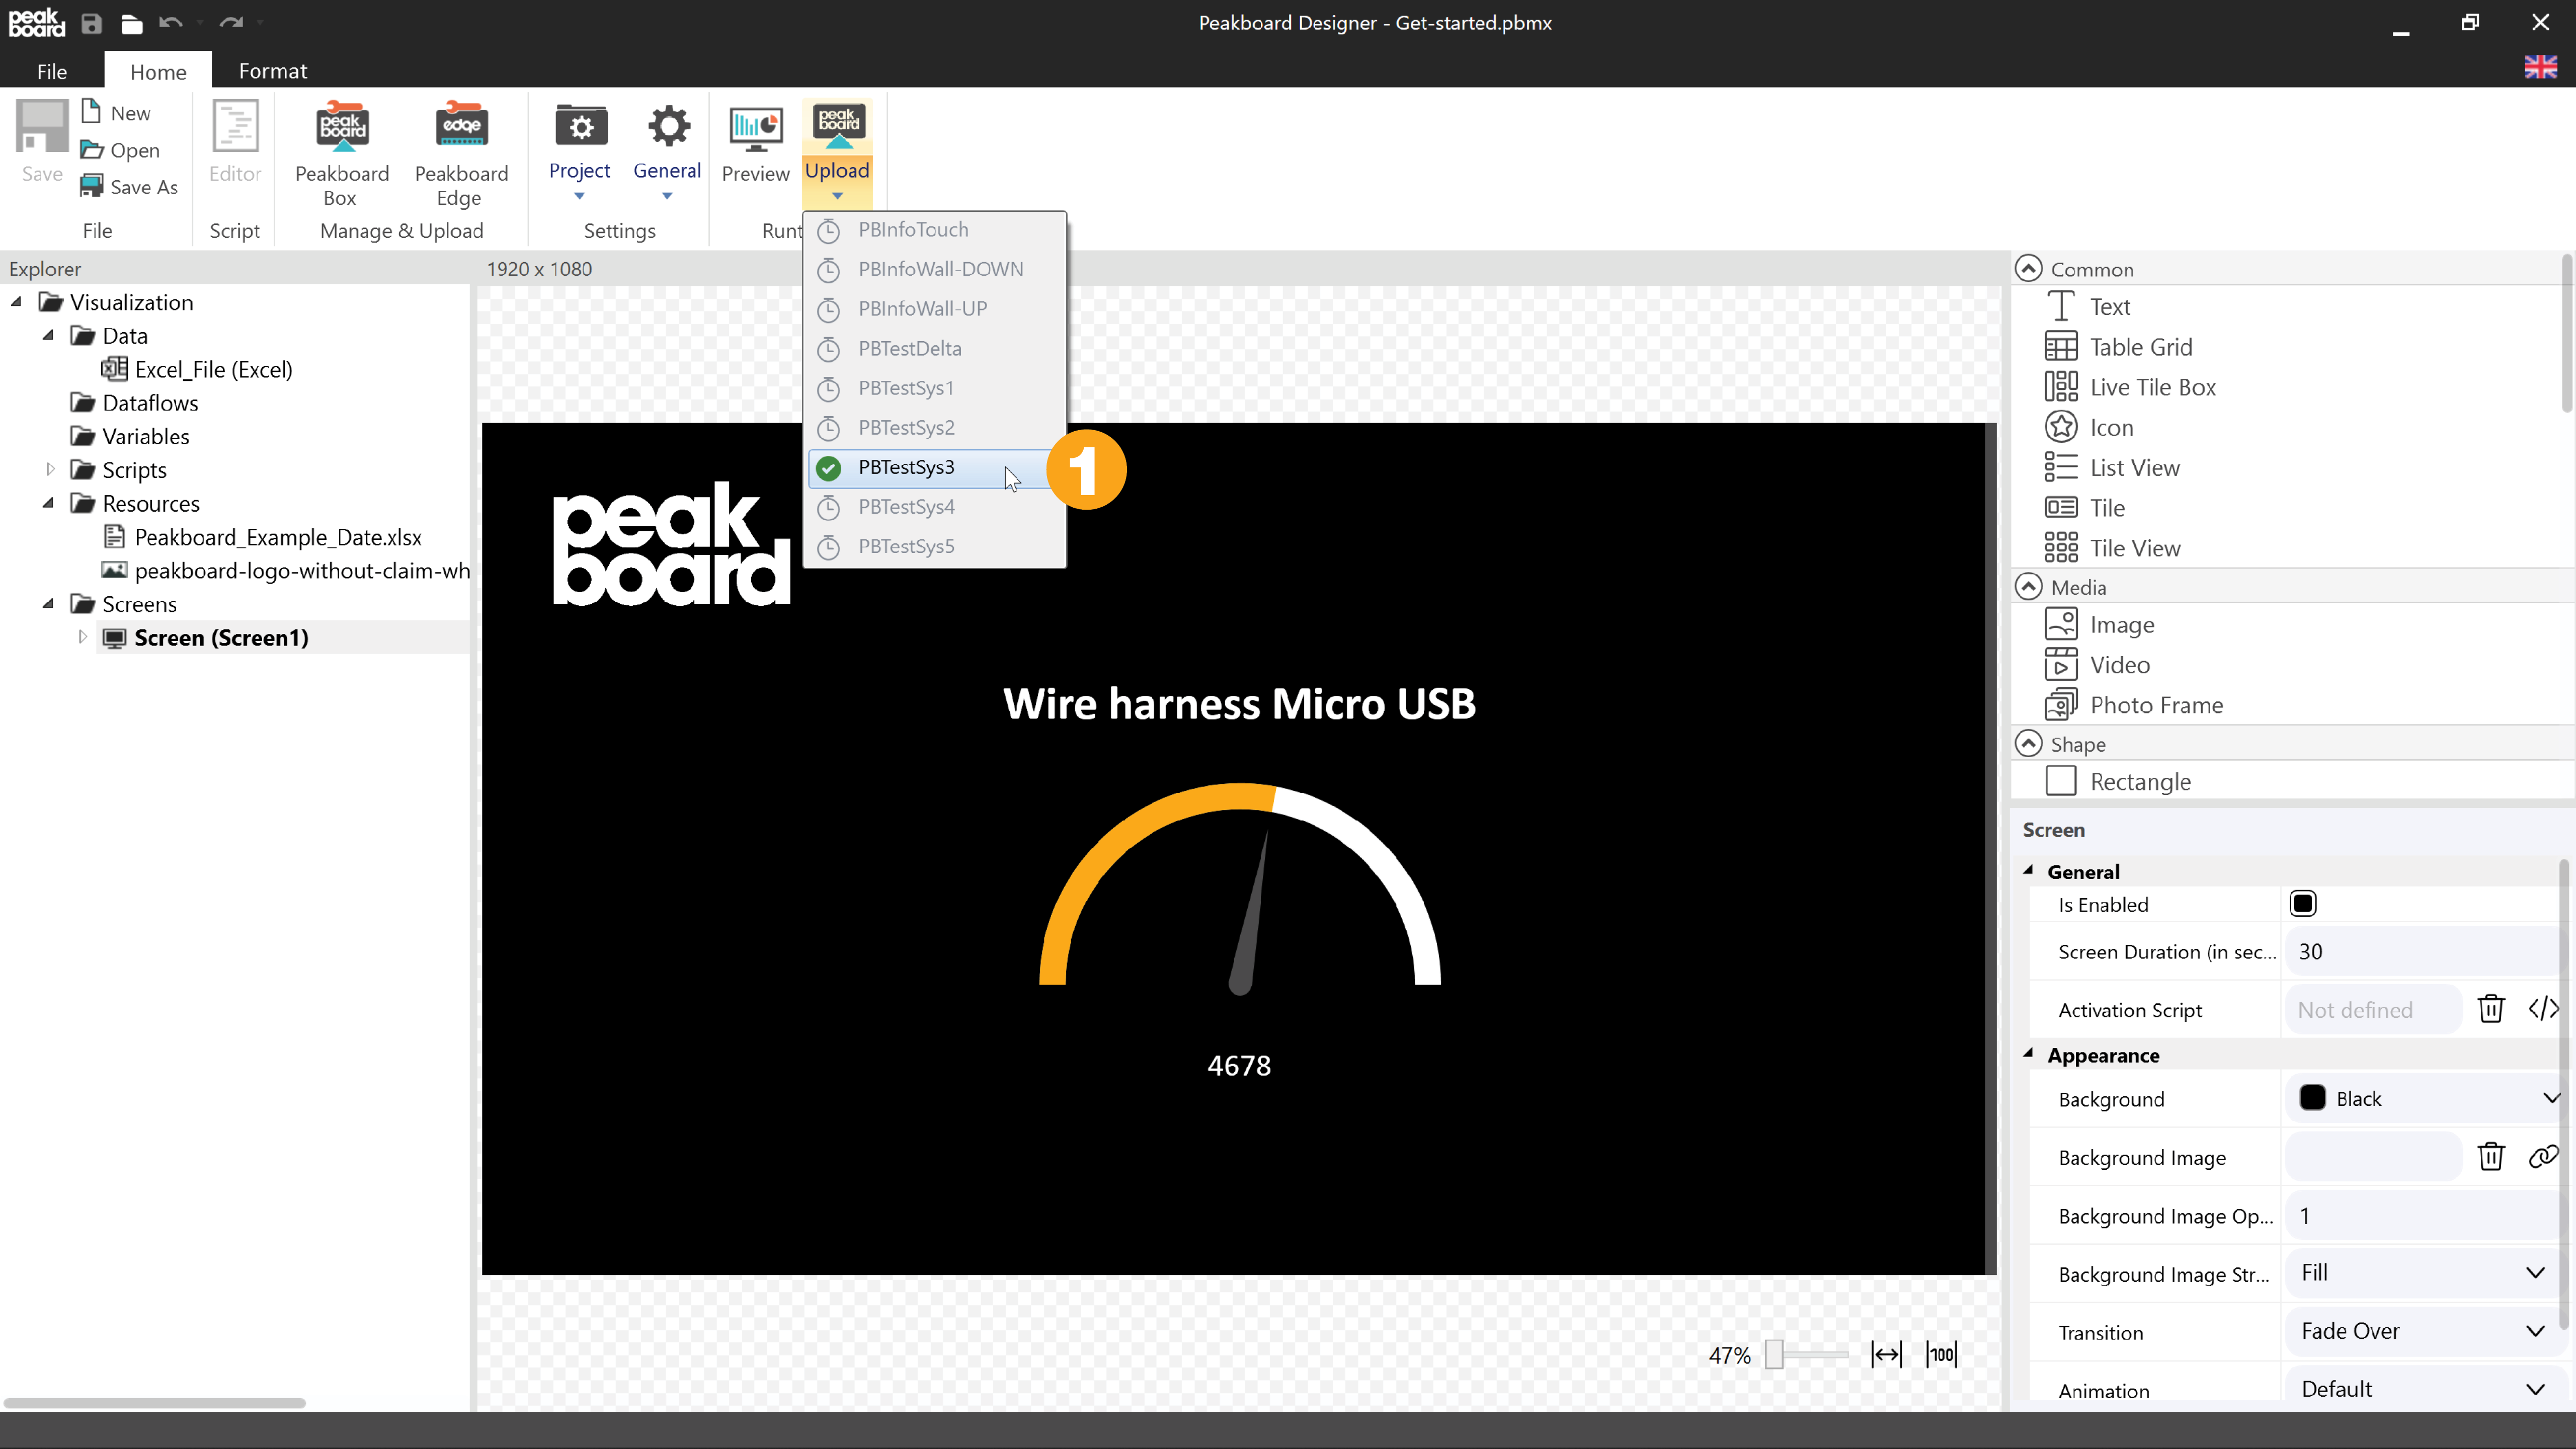 peak
board
Peakboard Designer - Get-started.pbmx
File
Home
Format
Save
New
Open
Save As
File
Editor
Script
peak
board
Peakboard
Box
edge
Peakboard
Edge
Manage & Upload
Project
General
Settings
Preview
peak
board
Upload
Runt
PBInfoTouch
PBInfoWall-DOWN
PBInfoWall-UP
PBTestDelta
PBTestSys1
PBTestSys2
PBTestSys3
PBTestSys4
PBTestSys5
1
Explorer
Visualization
Data
Excel_File (Excel)
Dataflows
Variables
Scripts
Resources
Peakboard_Example_Date.xlsx
peakboard-logo-without-claim-wh
Screens
Screen (Screen1)
1920 x 1080
peak
board
Wire harness Micro USB
4678
47%
100
Common
Text
Table Grid
Live Tile Box
Icon
List View
Tile
Tile View
Media
Image
Video
Photo Frame
Shape
Rectangle
Screen
General
Is Enabled
Screen Duration (in sec... 30
Activation Script Not defined
Appearance
Background Black
Background Image
Background Image Op... 1
Background Image Str... Fill
Transition Fade Over
Animation Default